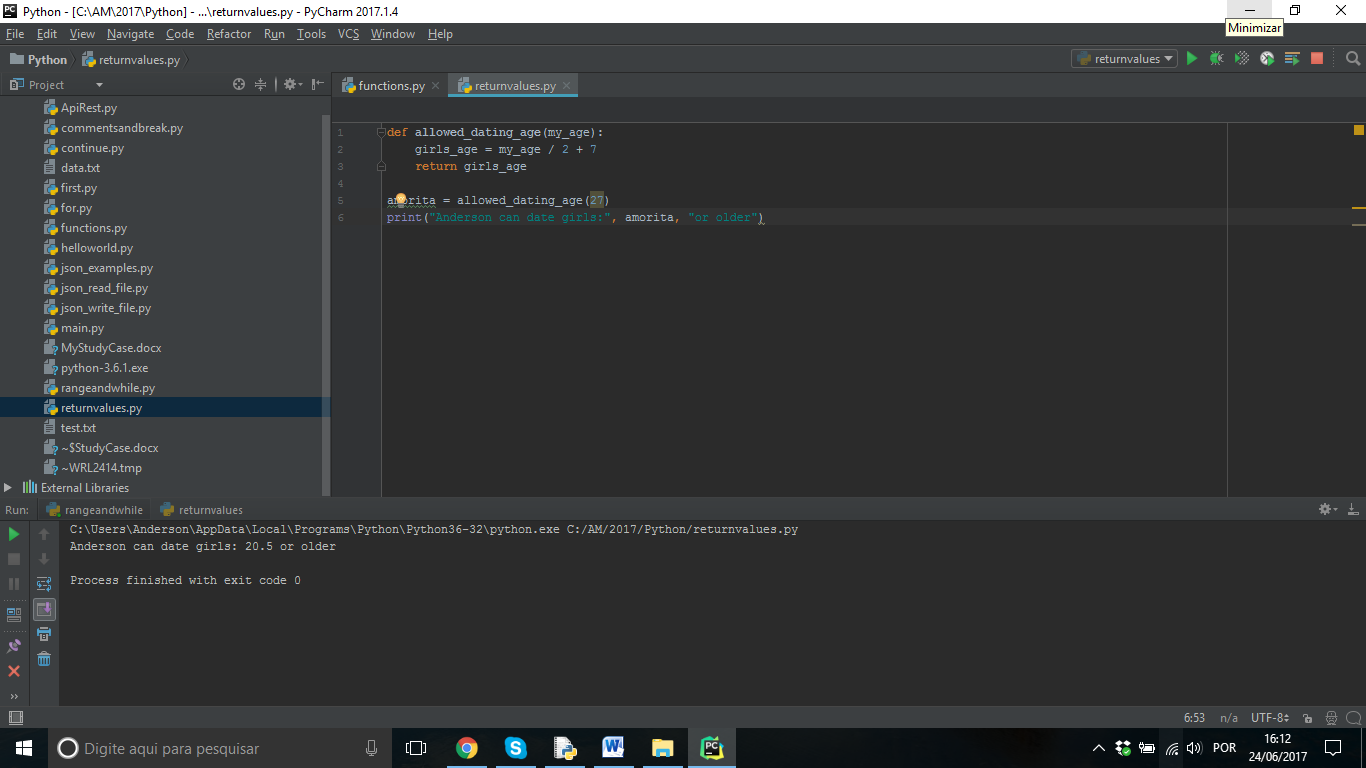 Python - [C:\AM\2017\Python] - ...\returnvalues.py - PyCharm 2017.1.4
Minimizar
File Edit View Navigate Code Refactor Run Tools VCS Window Help
Python returnvalues.py
returnvalues
Project
functions.py returnvalues.py
ApiRest.py
commentsandbreak.py
continue.py
data.txt
first.py
for.py
functions.py
helloworld.py
json_examples.py
json_read_file.py
json_write_file.py
main.py
MyStudyCase.docx
python-3.6.1.exe
rangeandwhile.py
returnvalues.py
test.txt
~$StudyCase.docx
~WRL2414.tmp
External Libraries
1 def allowed_dating_age(my_age):
2 girls_age = my_age / 2 + 7
3 return girls_age
4
5 amorita = allowed_dating_age(27)
6 print("Anderson can date girls:", amorita, "or older")
Run: rangeandwhile returnvalues
C:\Users\Anderson\AppData\Local\Programs\Python\Python36-32\python.exe C:/AM/2017/Python/returnvalues.py
Anderson can date girls: 20.5 or older
Process finished with exit code 0
6:53 n/a UTF-8
Digite aqui para pesquisar
POR
16:12
24/06/2017